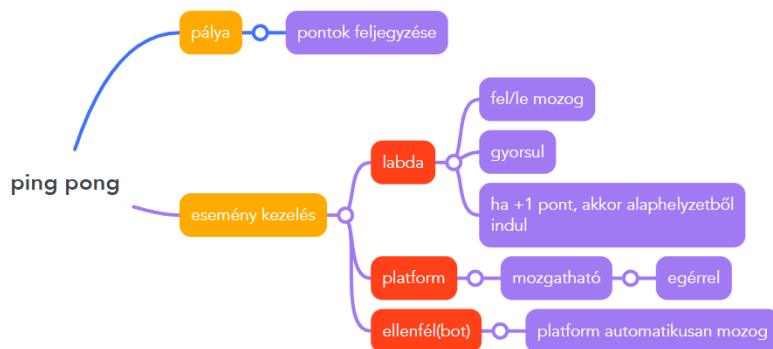 ping pong
pálya
pontok feljegyzése
esemény kezelés
labda
fel/le mozog
gyorsul
ha +1 pont, akkor alaphelyzetből
indul
platform
mozgatható
egérrel
ellenfél(bot)
platform automatikusan mozog